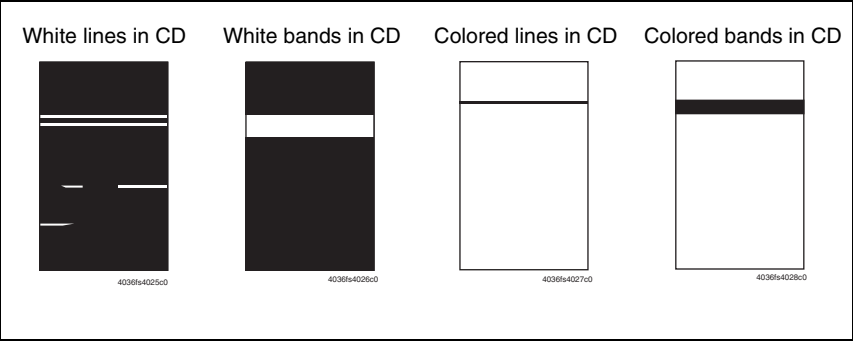 White lines in CD White bands in CD Colored lines in CD Colored bands in CD
4036fs4025c0 4036fs4026c0 4036fs4027c0 4036fs4028c0